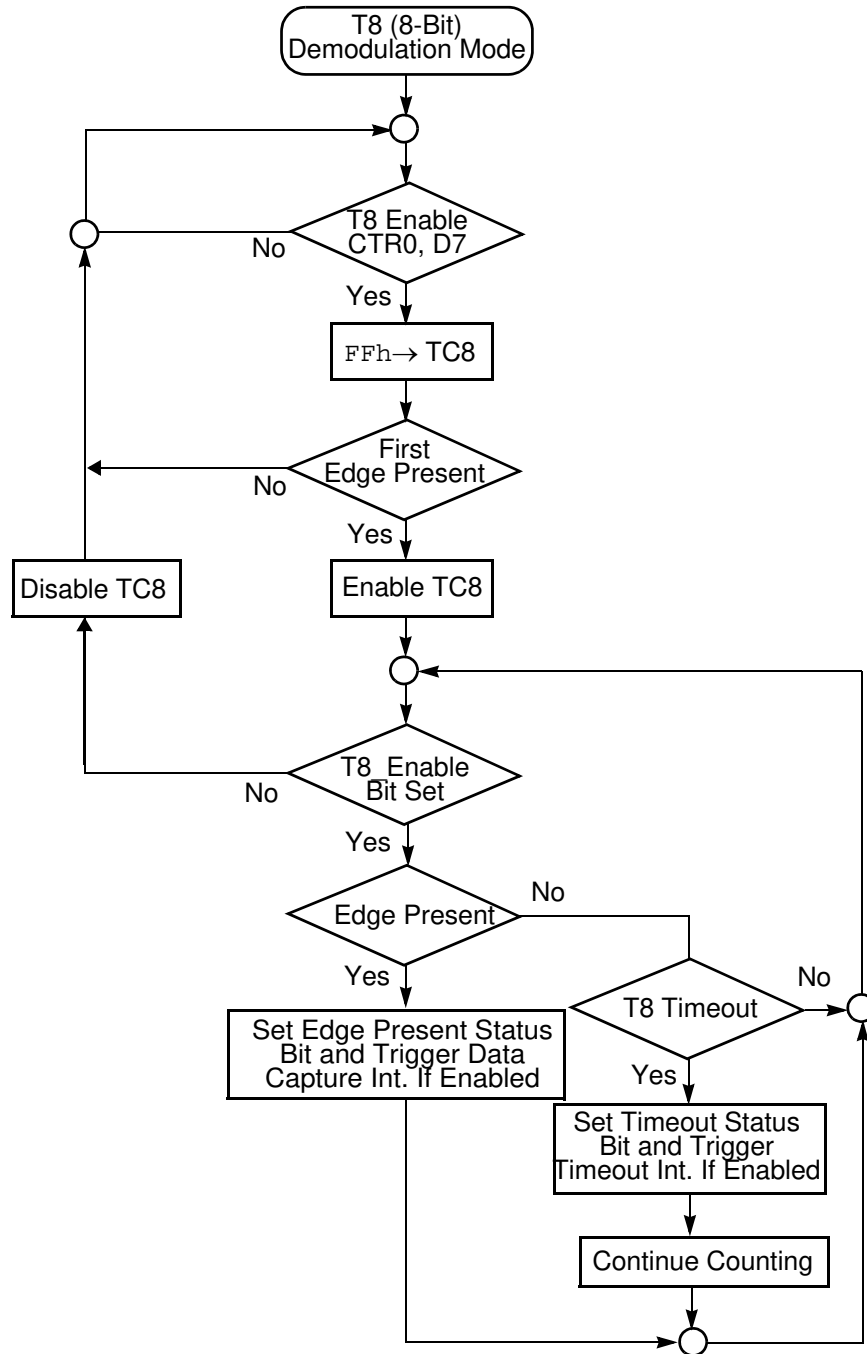 T8 (8-Bit)
Demodulation Mode
T8 Enable
CTR0, D7
No
Yes
FFh→ TC8
First
Edge Present
No
Yes
Disable TC8
Enable TC8
T8_Enable
Bit Set
No
Yes
Edge Present
No
Yes
T8 Timeout
No
Set Edge Present Status
Bit and Trigger Data
Capture Int. If Enabled
Yes
Set Timeout Status
Bit and Trigger
Timeout Int. If Enabled
Continue Counting